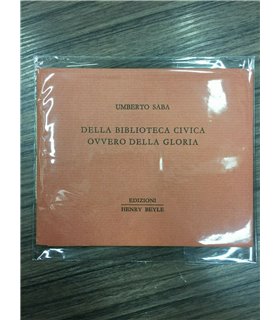 UMBERTO SABA
DELLA BIBLIOTECA CIVICA
OVVERO DELLA GLORIA
EDIZIONI
HENRY BEYLE